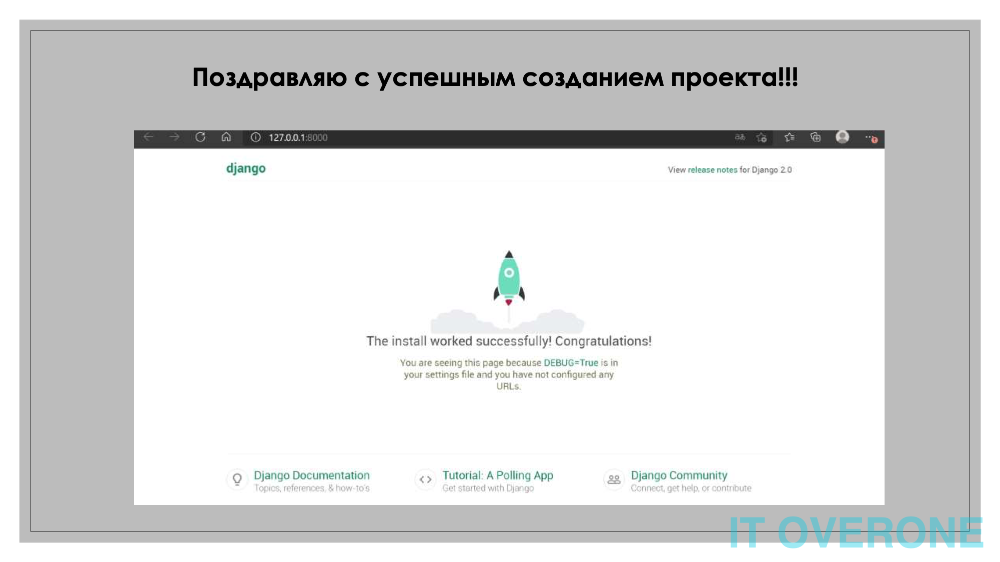 Поздравляю с успешным созданием проекта!!!
127.0.0.1:8000
django
View release notes for Django 2.0
The install worked successfully! Congratulations!
You are seeing this page because DEBUG=True is in
your settings file and you have not configured any
URLs.
Django Documentation
Topics, references, & how-to's
Tutorial: A Polling App
Get started with Django
Django Community
Connect, get help, or contribute
IT OVERONE